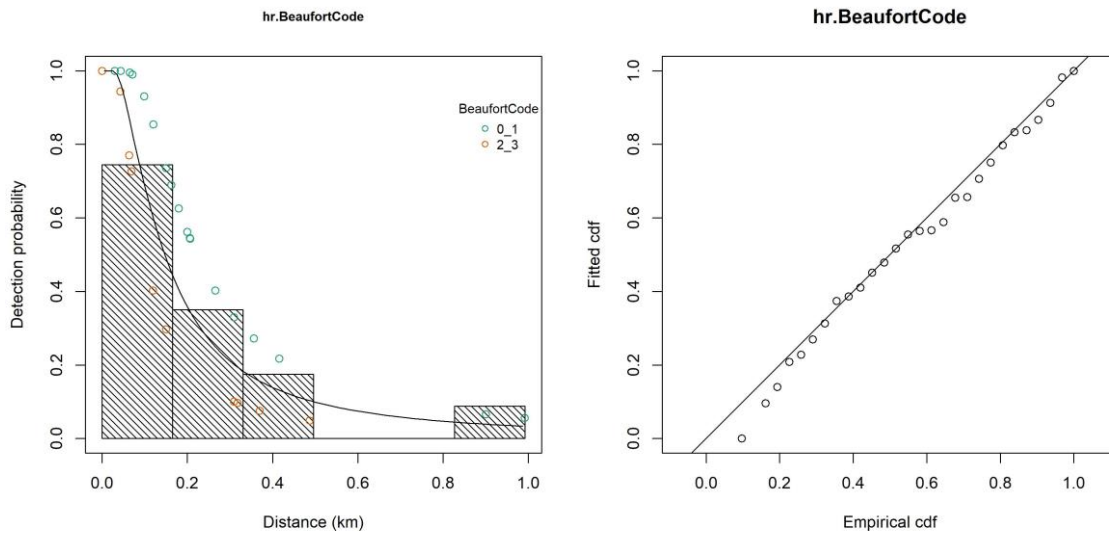 hr.BeaufortCode
Detection probability
1.0
0.8
0.6
0.4
0.2
0.0
BeaufortCode
0_1
2_3
0.0 0.2 0.4 0.6 0.8 1.0
Distance (km)
hr.BeaufortCode
Fitted cdf
1.0
0.8
0.6
0.4
0.2
0.0
0.0 0.2 0.4 0.6 0.8 1.0
Empirical cdf